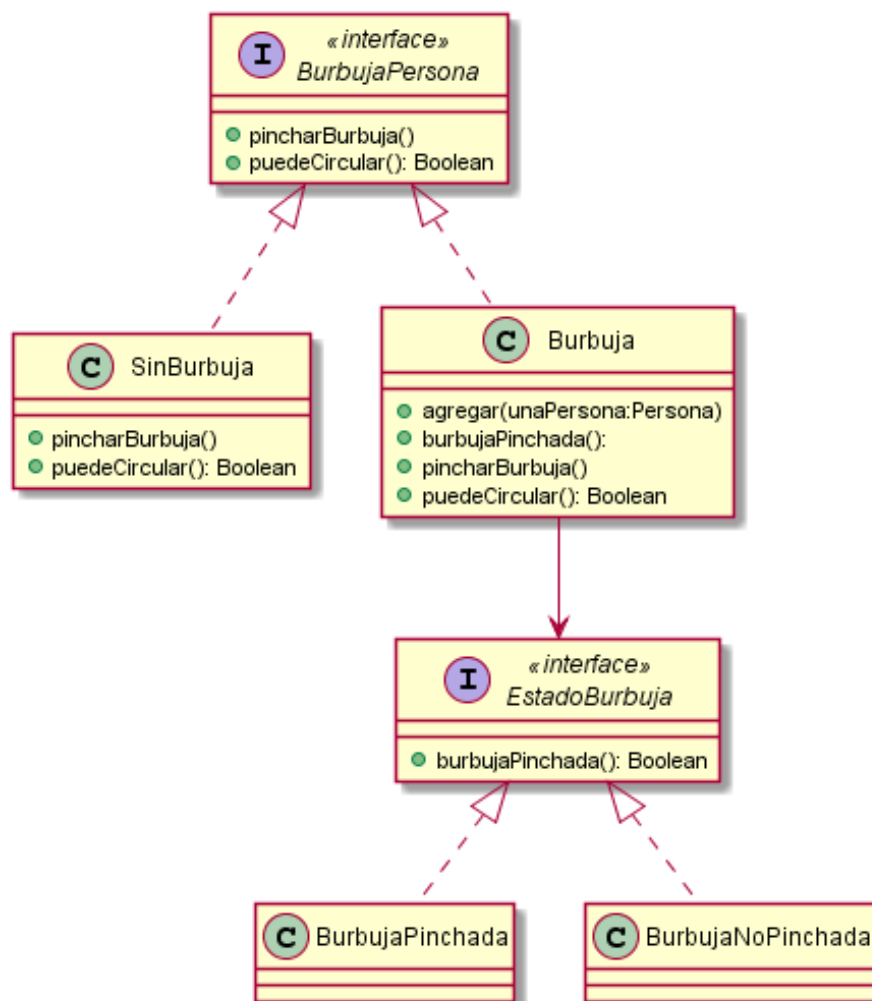 I
«interface»
BurbujaPersona
pincharBurbuja()
puedeCircular(): Boolean
C SinBurbuja
pincharBurbuja()
puedeCircular(): Boolean
C Burbuja
agregar(unaPersona:Persona)
burbujaPinchada():
pincharBurbuja()
puedeCircular(): Boolean
I
«interface»
EstadoBurbuja
burbujaPinchada(): Boolean
C BurbujaPinchada
C BurbujaNoPinchada